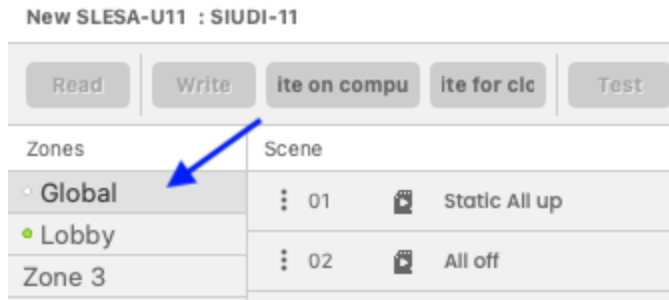 New SLESA-U11 : SIUDI-11
Read Write ite on compu ite for clc Test
Zones Scene
Global 01 Static All up
Lobby 02 All off
Zone 3